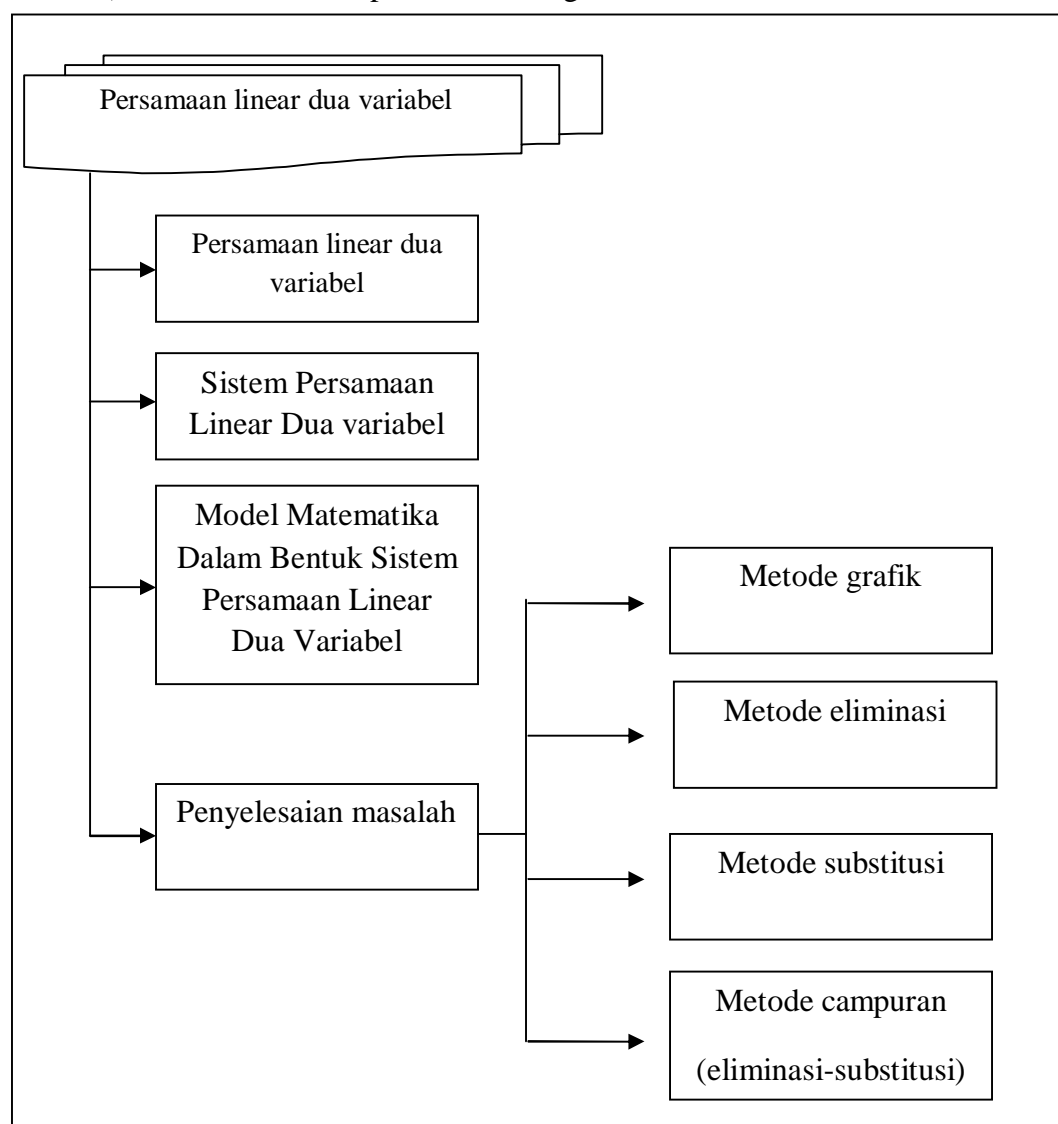 Persamaan linear dua variabel
Persamaan linear dua
variabel
Sistem Persamaan
Linear Dua variabel
Model Matematika
Dalam Bentuk Sistem
Persamaan Linear
Dua Variabel
Penyelesaian masalah
Metode grafik
Metode eliminasi
Metode substitusi
Metode campuran
(eliminasi-substitusi)